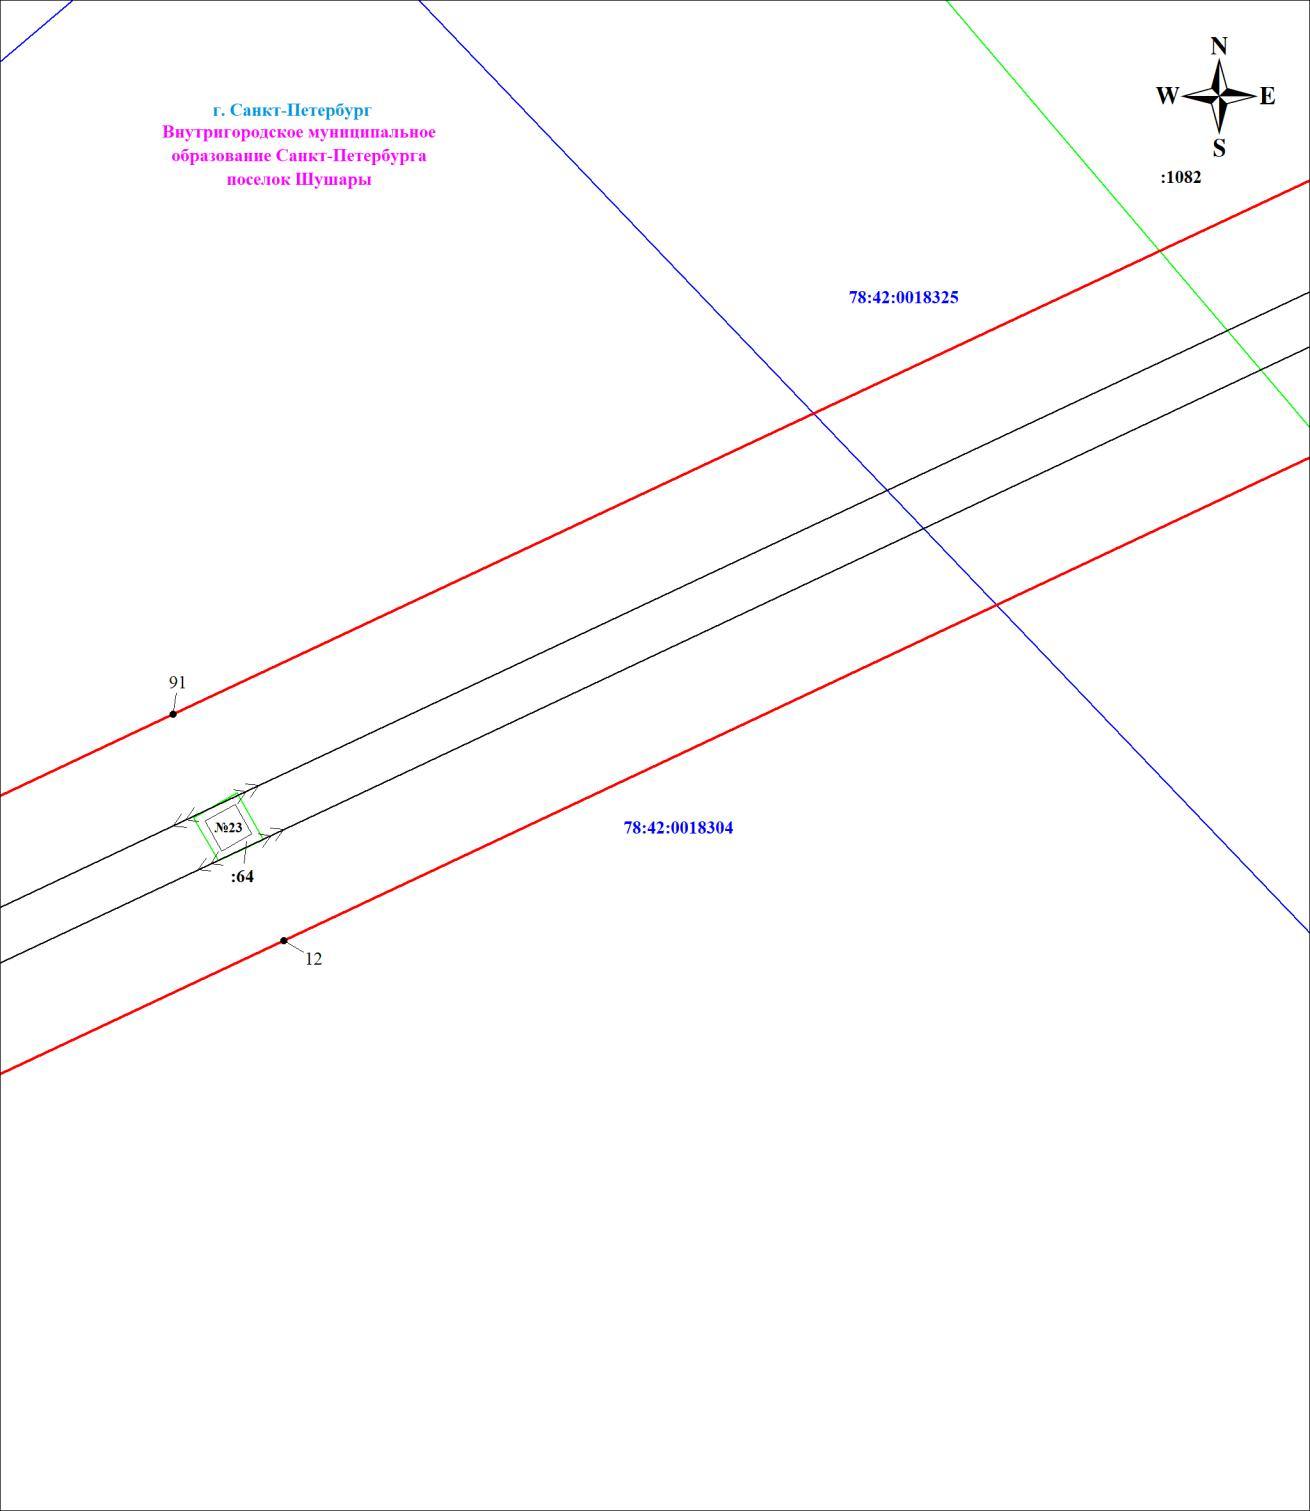 г. Санкт-Петербург
Внутригородское муниципальное
образование Санкт-Петербурга
поселок Шушары
N
W E
S
:1082
78:42:0018325
91
№23
:64
78:42:0018304
12